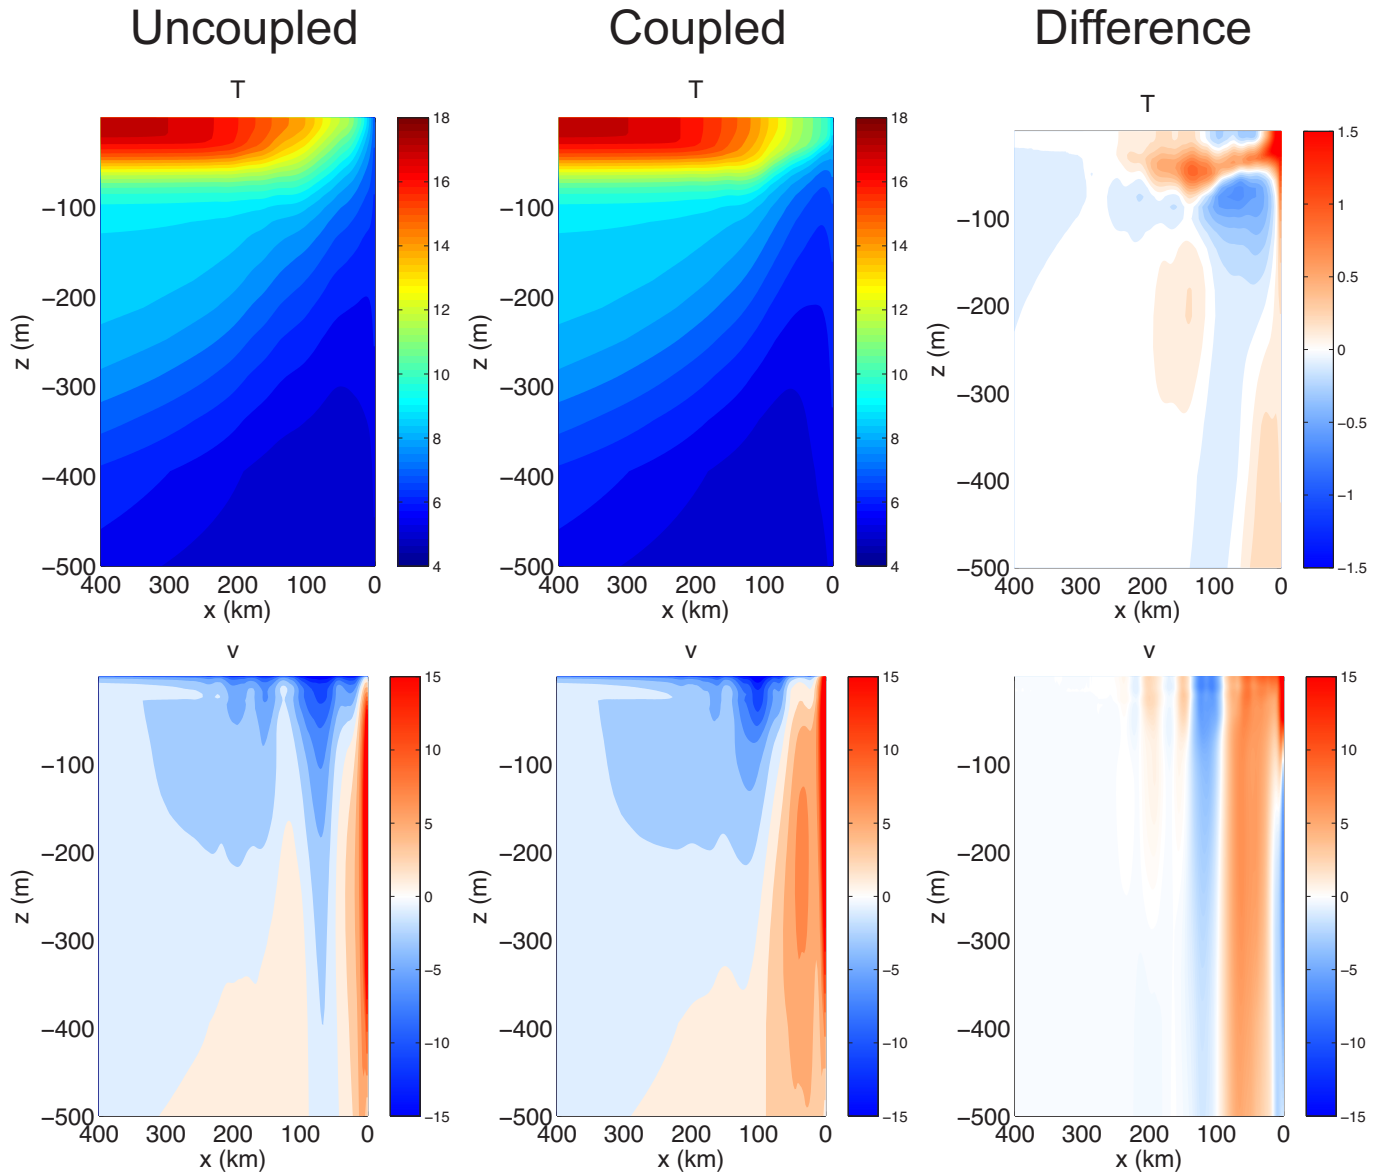 Uncoupled Coupled Difference
T T T
18 18 1.5
16 16 1
−100 −100 −100
14 14 0.5
−200 12 −200 12 −200 0
z (m) z (m) z (m)
−300 10 −300 10 −300 −0.5
8 8
−400 −400 −400 −1
6 6
−500 4 −500 4 −500 −1.5
400 300 200 100 0 400 300 200 100 0 400 300 200 100 0
x (km) x (km) x (km)
v v v
15 15 15
10 10 10
−100 −100 −100
5 5 5
−200 −200 −200
0 0 0
z (m) z (m) z (m)
−300 −300 −300
−5 −5 −5
−400 −400 −400
−10 −10 −10
−500 −15 −500 −15 −500 −15
400 300 200 100 0 400 300 200 100 0 400 300 200 100 0
x (km) x (km) x (km)